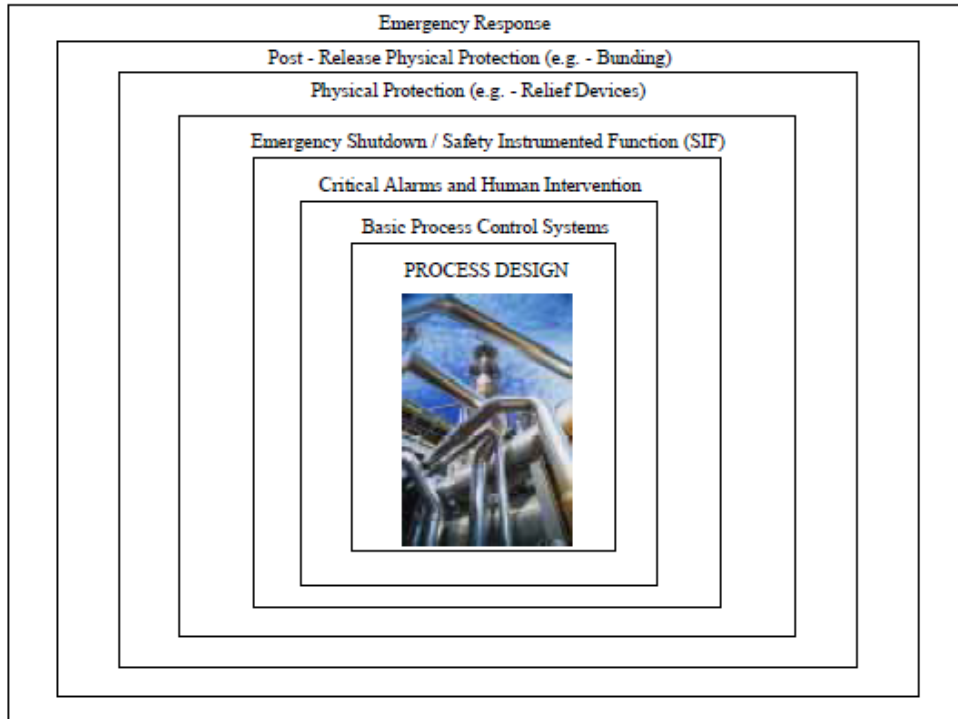 Emergency Response
Post - Release Physical Protection (e.g. - Bunding)
Physical Protection (e.g. - Relief Devices)
Emergency Shutdown / Safety Instrumented Function (SIF)
Critical Alarms and Human Intervention
Basic Process Control Systems
PROCESS DESIGN